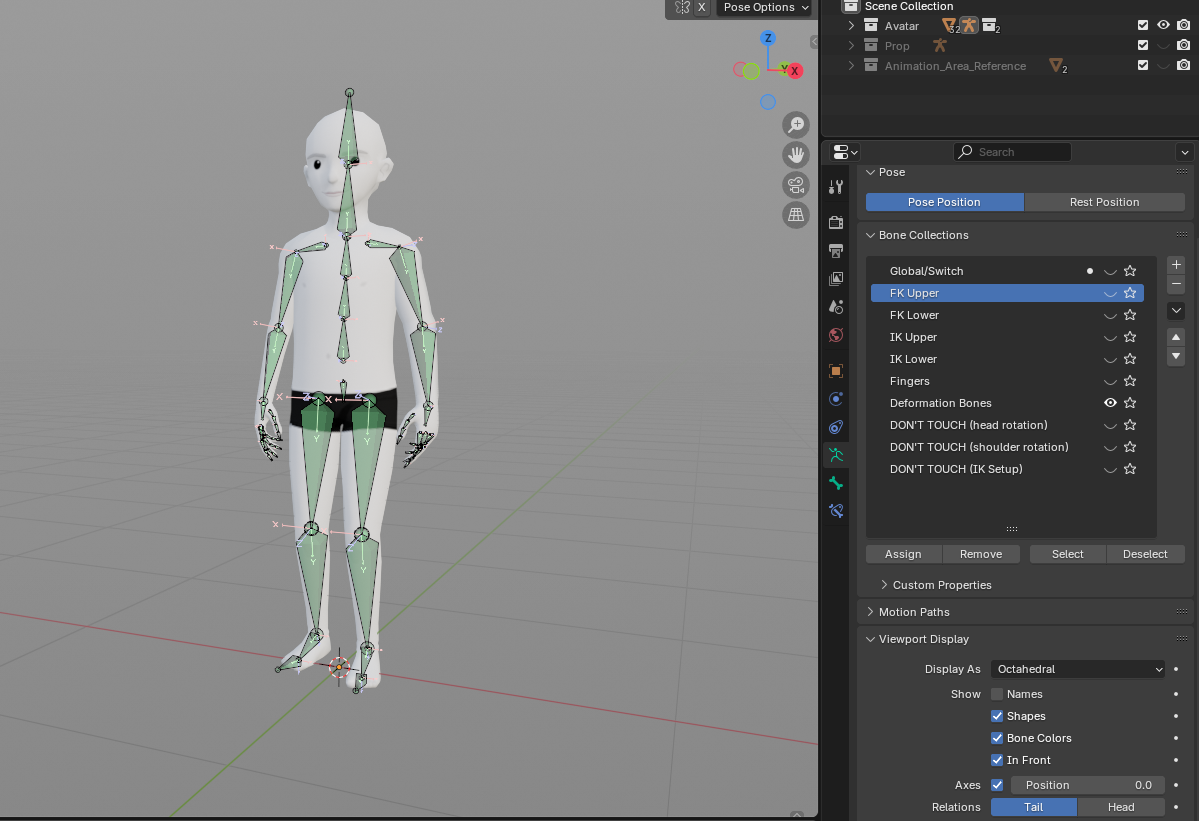 X
Pose Options
Scene Collection
Avatar
32
2
Prop
Animation_Area_Reference
2
Z
Y
X
Search
Pose
Pose Position
Rest Position
Bone Collections
Global/Switch
FK Upper
FK Lower
IK Upper
IK Lower
Fingers
Deformation Bones
DON'T TOUCH (head rotation)
DON'T TOUCH (shoulder rotation)
DON'T TOUCH (IK Setup)
Assign
Remove
Select
Deselect
Custom Properties
Motion Paths
Viewport Display
Display As
Octahedral
Show
Names
Shapes
Bone Colors
In Front
Axes
Position
0.0
Relations
Tail
Head